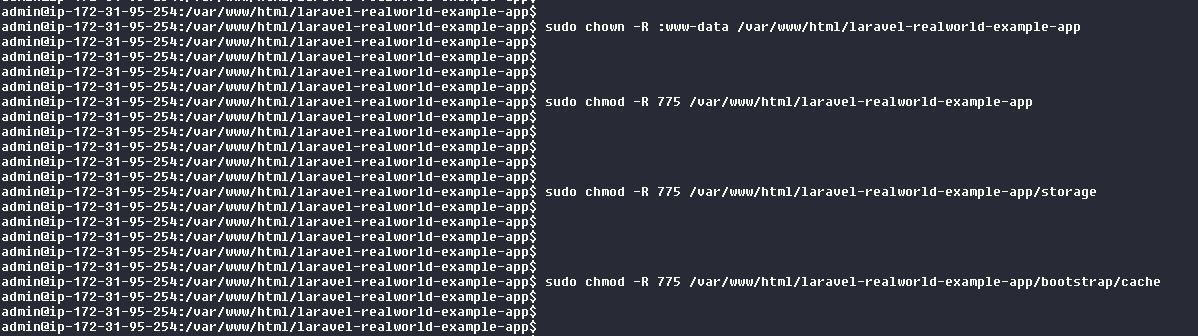 admin@ip-172-31-95-254:/var/www/html/laravel-realworld-example-app$
admin@ip-172-31-95-254:/var/www/html/laravel-realworld-example-app$ sudo chown -R :www-data /var/www/html/laravel-realworld-example-app
admin@ip-172-31-95-254:/var/www/html/laravel-realworld-example-app$
admin@ip-172-31-95-254:/var/www/html/laravel-realworld-example-app$
admin@ip-172-31-95-254:/var/www/html/laravel-realworld-example-app$
admin@ip-172-31-95-254:/var/www/html/laravel-realworld-example-app$
admin@ip-172-31-95-254:/var/www/html/laravel-realworld-example-app$ sudo chmod -R 775 /var/www/html/laravel-realworld-example-app
admin@ip-172-31-95-254:/var/www/html/laravel-realworld-example-app$
admin@ip-172-31-95-254:/var/www/html/laravel-realworld-example-app$
admin@ip-172-31-95-254:/var/www/html/laravel-realworld-example-app$
admin@ip-172-31-95-254:/var/www/html/laravel-realworld-example-app$
admin@ip-172-31-95-254:/var/www/html/laravel-realworld-example-app$
admin@ip-172-31-95-254:/var/www/html/laravel-realworld-example-app$ sudo chmod -R 775 /var/www/html/laravel-realworld-example-app/storage
admin@ip-172-31-95-254:/var/www/html/laravel-realworld-example-app$
admin@ip-172-31-95-254:/var/www/html/laravel-realworld-example-app$
admin@ip-172-31-95-254:/var/www/html/laravel-realworld-example-app$
admin@ip-172-31-95-254:/var/www/html/laravel-realworld-example-app$
admin@ip-172-31-95-254:/var/www/html/laravel-realworld-example-app$
admin@ip-172-31-95-254:/var/www/html/laravel-realworld-example-app$ sudo chmod -R 775 /var/www/html/laravel-realworld-example-app/bootstrap/cache
admin@ip-172-31-95-254:/var/www/html/laravel-realworld-example-app$
admin@ip-172-31-95-254:/var/www/html/laravel-realworld-example-app$
admin@ip-172-31-95-254:/var/www/html/laravel-realworld-example-app$